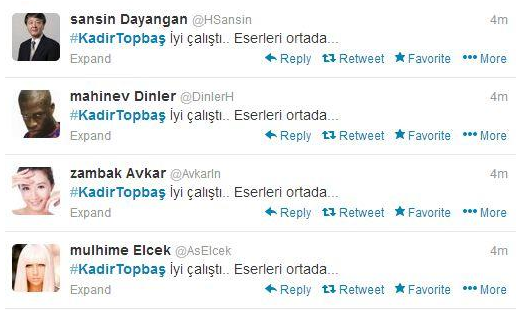 sansin Dayangan @HSansin 4m
#KadirTopbaş İyi çalıştı.. Eserleri ortada...
Expand Reply Retweet Favorite More
mahinev Dinler @DinlerH 4m
#KadirTopbaş İyi çalıştı.. Eserleri ortada...
Expand Reply Retweet Favorite More
zambak Avkar @AvkarIn 4m
#KadirTopbaş İyi çalıştı.. Eserleri ortada...
Expand Reply Retweet Favorite More
mulhime Elcek @AsElcek 4m
#KadirTopbaş İyi çalıştı.. Eserleri ortada...
Expand Reply Retweet Favorite More